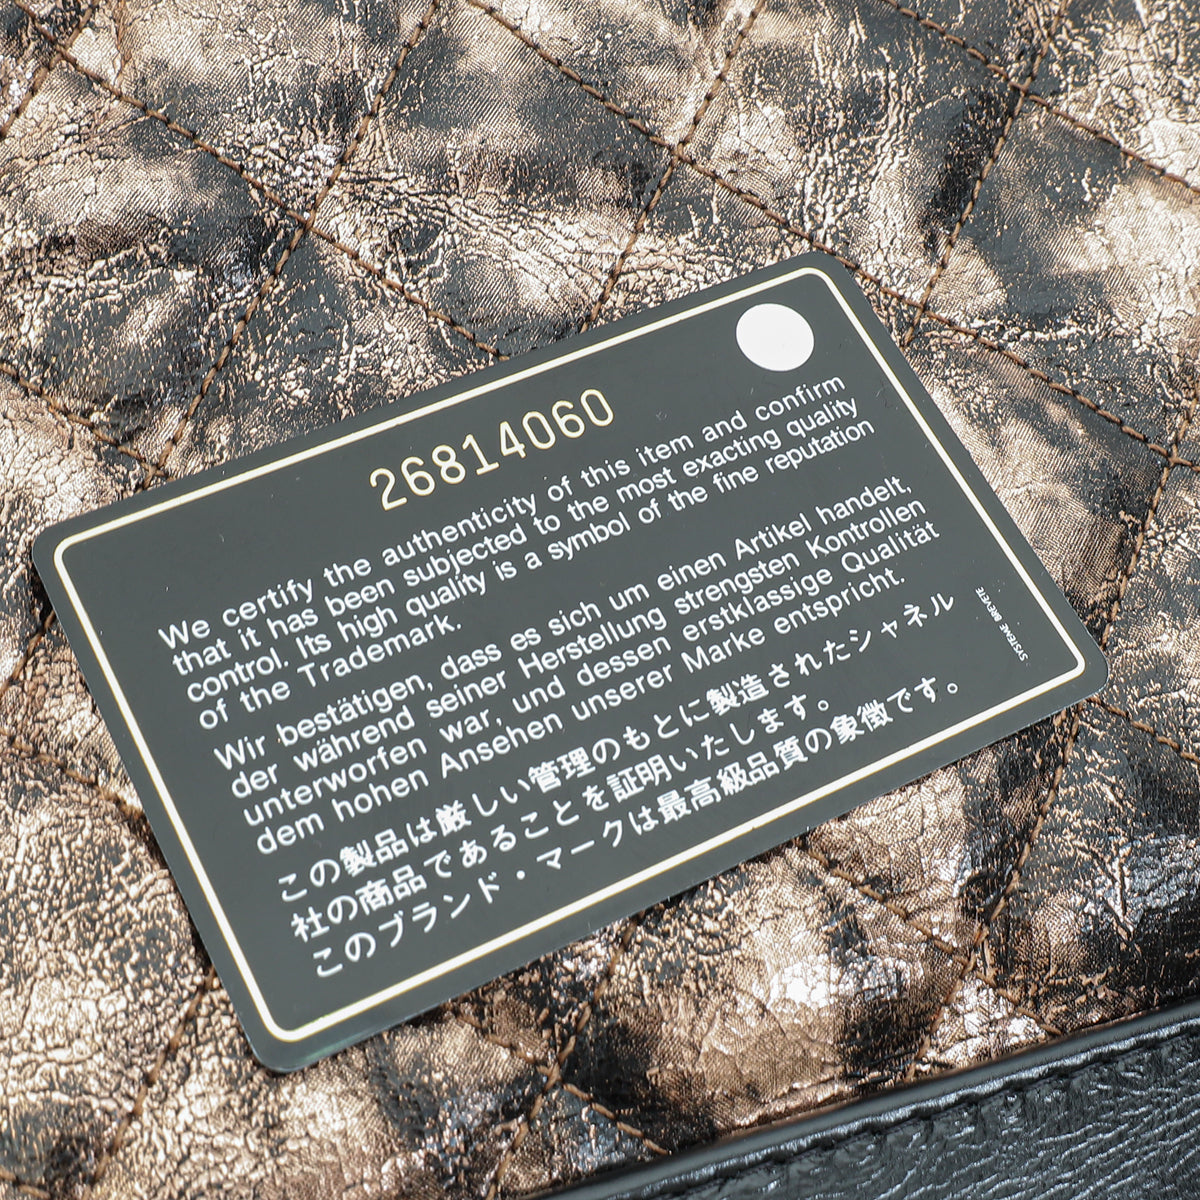 26814060
We certify the authenticity of this item and confirm
that it has been subjected to the most exacting quality
control. Its high quality is a symbol of the fine reputation
of the Trademark.
Wir bestätigen, dass es sich um einen Artikel handelt,
der während seiner Herstellung strengsten Kontrollen
unterworfen war, und dessen erstklassige Qualität
dem hohen Ansehen unserer Marke entspricht.
この製品は厳しい管理のもとに製造されたシャネル
社の商品であることを証明いたします。
このブランド・マークは最高級品質の象徴です。
SYSTEME BREVETE